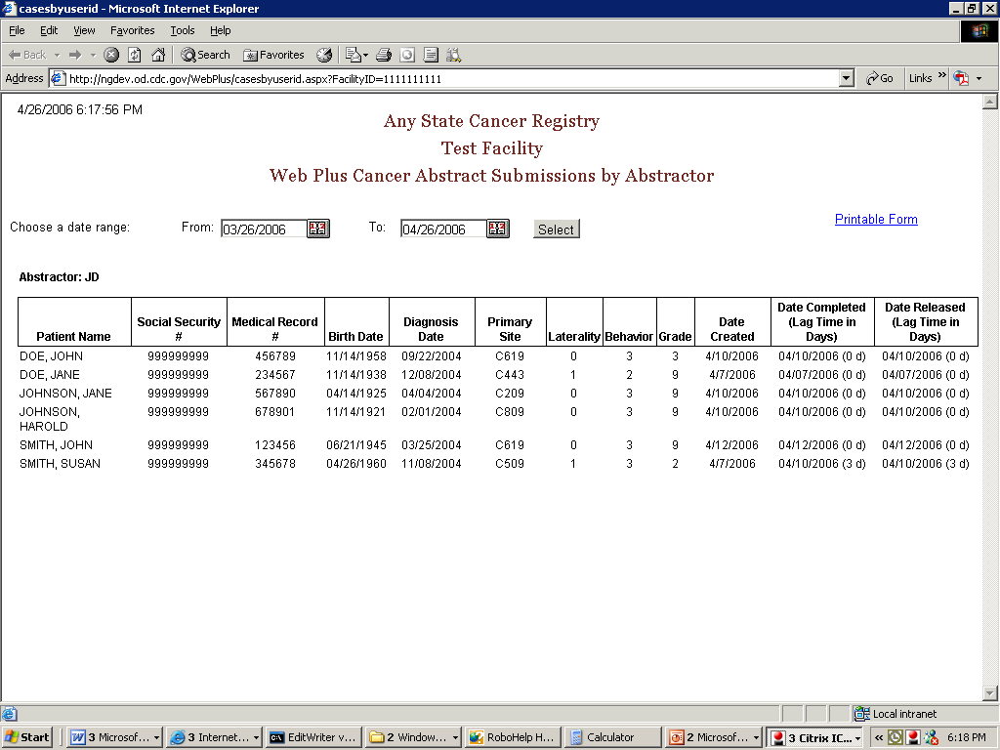 casesbyuserid - Microsoft Internet Explorer
File Edit View Favorites Tools Help
Back Search Favorites
Address http://ngdev.od.cdc.gov/WebPlus/casesbyuserid.aspx?FacilityID=1111111111 Go Links »
4/26/2006 6:17:56 PM
Any State Cancer Registry
Test Facility
Web Plus Cancer Abstract Submissions by Abstractor
Printable Form
Choose a date range: From: 03/26/2006 To: 04/26/2006 Select
Abstractor: JD
Patient Name Social Security # Medical Record # Birth Date Diagnosis Date Primary Site Laterality Behavior Grade Date Created Date Completed (Lag Time in Days) Date Released (Lag Time in Days)
DOE, JOHN 999999999 456789 11/14/1958 09/22/2004 C619 0 3 3 4/10/2006 04/10/2006 (0 d) 04/10/2006 (0 d)
DOE, JANE 999999999 234567 11/14/1938 12/08/2004 C443 1 2 9 4/7/2006 04/07/2006 (0 d) 04/07/2006 (0 d)
JOHNSON, JANE 999999999 567890 04/14/1925 04/04/2004 C209 0 3 9 4/10/2006 04/10/2006 (0 d) 04/10/2006 (0 d)
JOHNSON, HAROLD 999999999 678901 11/14/1921 02/01/2004 C809 0 3 9 4/10/2006 04/10/2006 (0 d) 04/10/2006 (0 d)
SMITH, JOHN 999999999 123456 06/21/1945 03/25/2004 C619 0 3 9 4/12/2006 04/12/2006 (0 d) 04/12/2006 (0 d)
SMITH, SUSAN 999999999 345678 04/26/1960 11/08/2004 C509 1 3 2 4/7/2006 04/10/2006 (3 d) 04/10/2006 (3 d)
Local intranet
Start 3 Microsof... 3 Internet... EditWriter v... 2 Window... RoboHelp H... Calculator 2 Microsof... 3 Citrix IC... « 6:18 PM